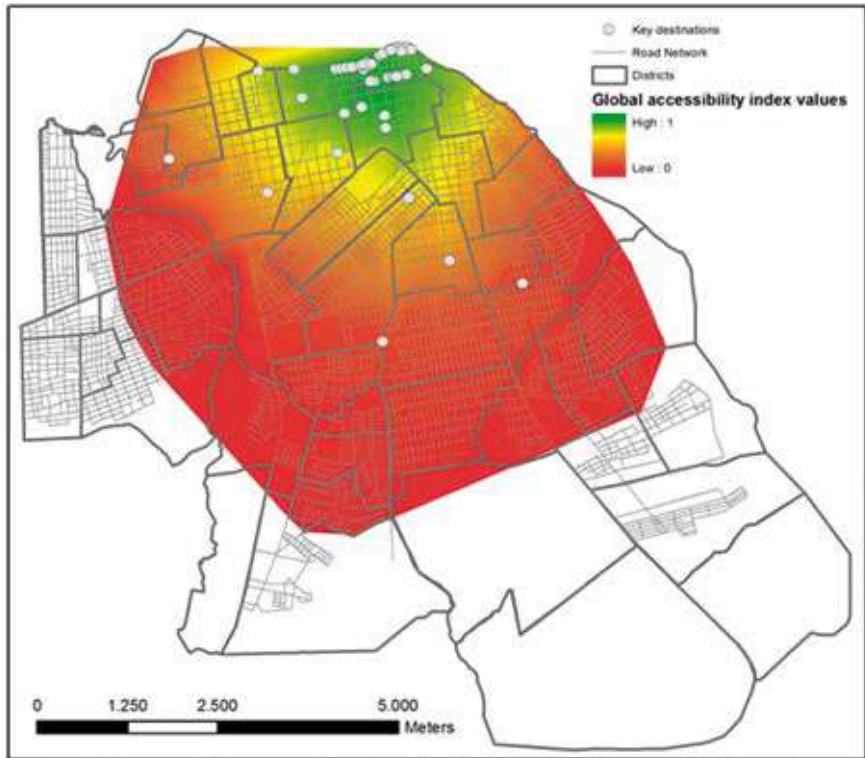 Key destinations
Road Network
Districts
Global accessibility index values
High : 1
Low : 0
0 1.250 2.500 5.000
Meters